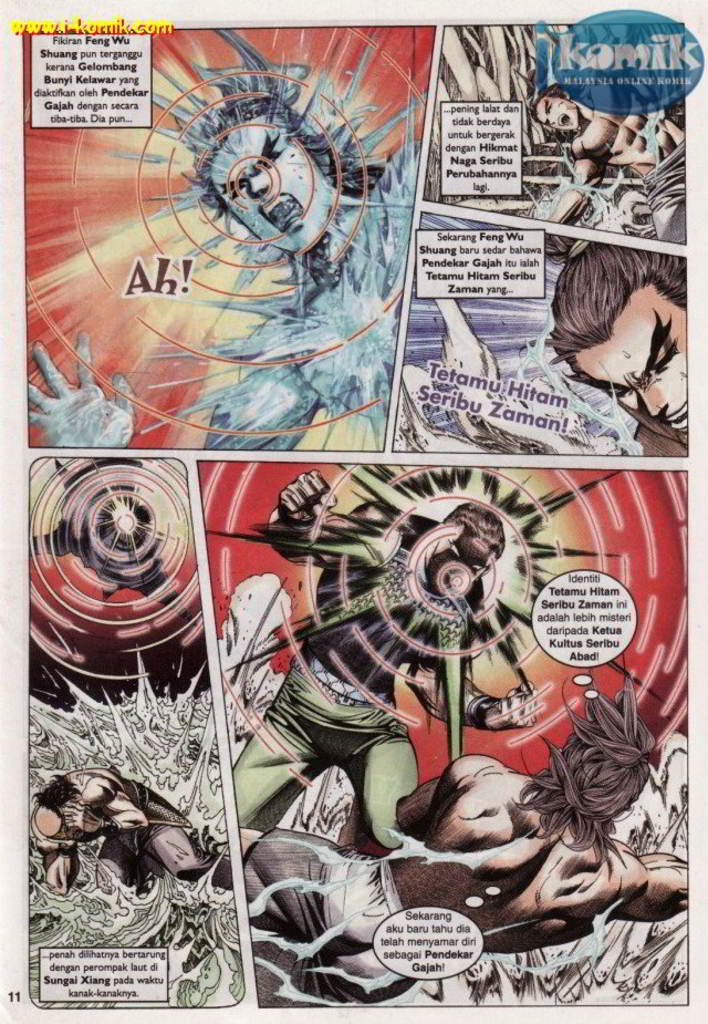 www.i-komik.com
i komik
MALAYSIA ONLINE KOMIK
Fikiran Feng Wu
Shuang pun terganggu
kerana Gelombang
Bunyi Kelawar yang
diaktifkan oleh Pendekar
Gajah dengan secara
tiba-tiba. Dia pun...
Ah!
...pening lalat dan
tidak berdaya
untuk bergerak
dengan Hikmat
Naga Seribu
Perubahannya
lagi.
Sekarang Feng Wu
Shuang baru sedar bahawa
Pendekar Gajah itu ialah
Tetamu Hitam Seribu
Zaman yang...
Tetamu Hitam
Seribu Zaman!
...penah dilihatnya bertarung
dengan perompak laut di
Sungai Xiang pada waktu
kanak-kanaknya.
Identiti
Tetamu Hitam
Seribu Zaman ini
adalah lebih misteri
daripada Ketua
Kultus Seribu
Abad!
Sekarang
aku baru tahu dia
telah menyamar diri
sebagai Pendekar
Gajah!
11